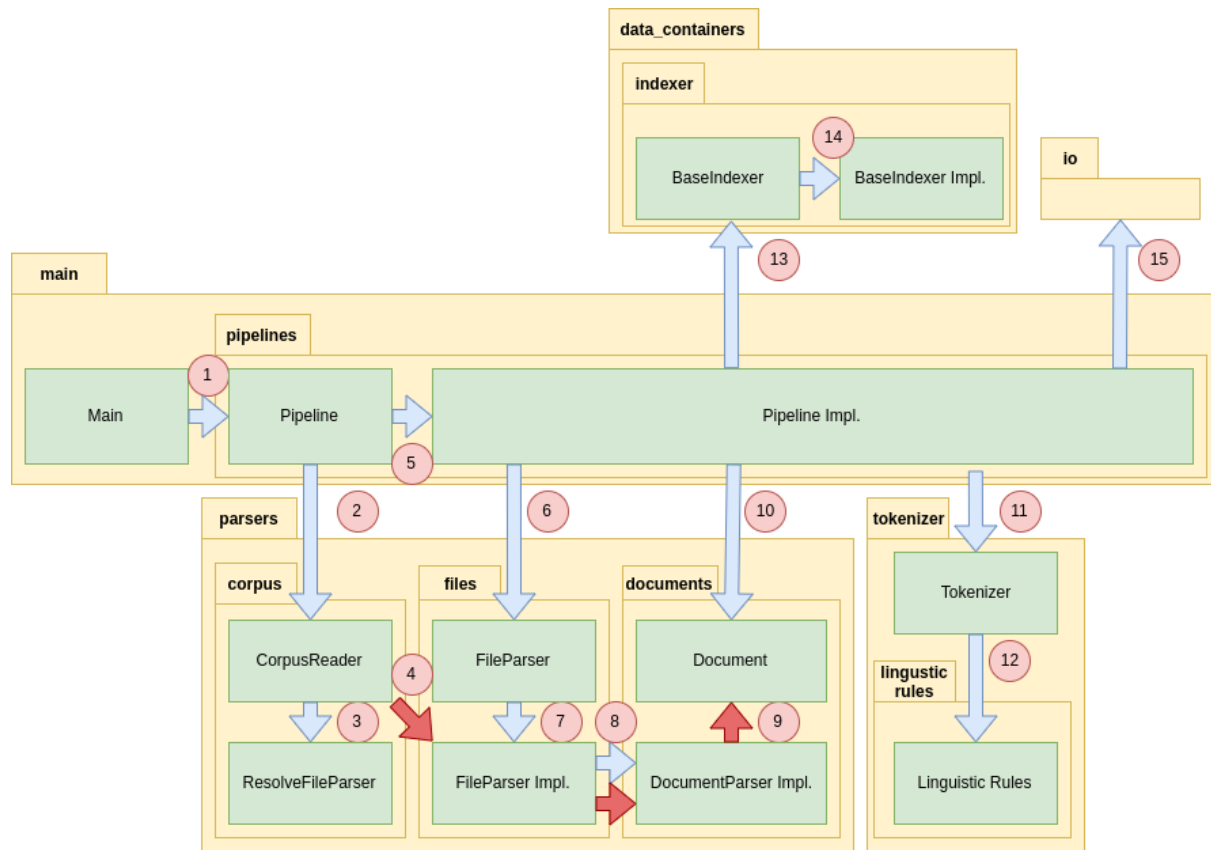 data_containers
indexer
14
BaseIndexer
BaseIndexer Impl.
io
13
15
main
pipelines
1
Main
Pipeline
Pipeline Impl.
5
2
6
10
11
parsers
tokenizer
corpus
files
documents
Tokenizer
CorpusReader
FileParser
Document
4
12
lingustic
rules
3
7
8
9
ResolveFileParser
FileParser Impl.
DocumentParser Impl.
Linguistic Rules